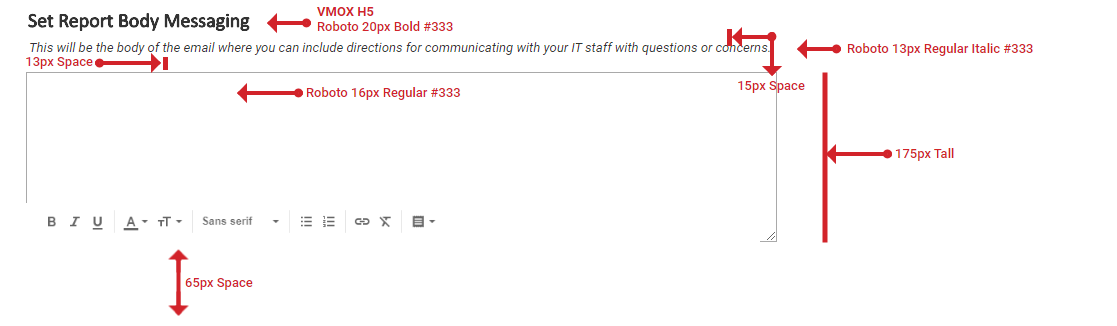 Set Report Body Messaging
VMOX H5
Roboto 20px Bold #333
This will be the body of the email where you can include directions for communicating with your IT staff with questions or concerns.
Roboto 13px Regular Italic #333
13px Space
15px Space
Roboto 16px Regular #333
175px Tall
B I U A TT Sans serif
65px Space